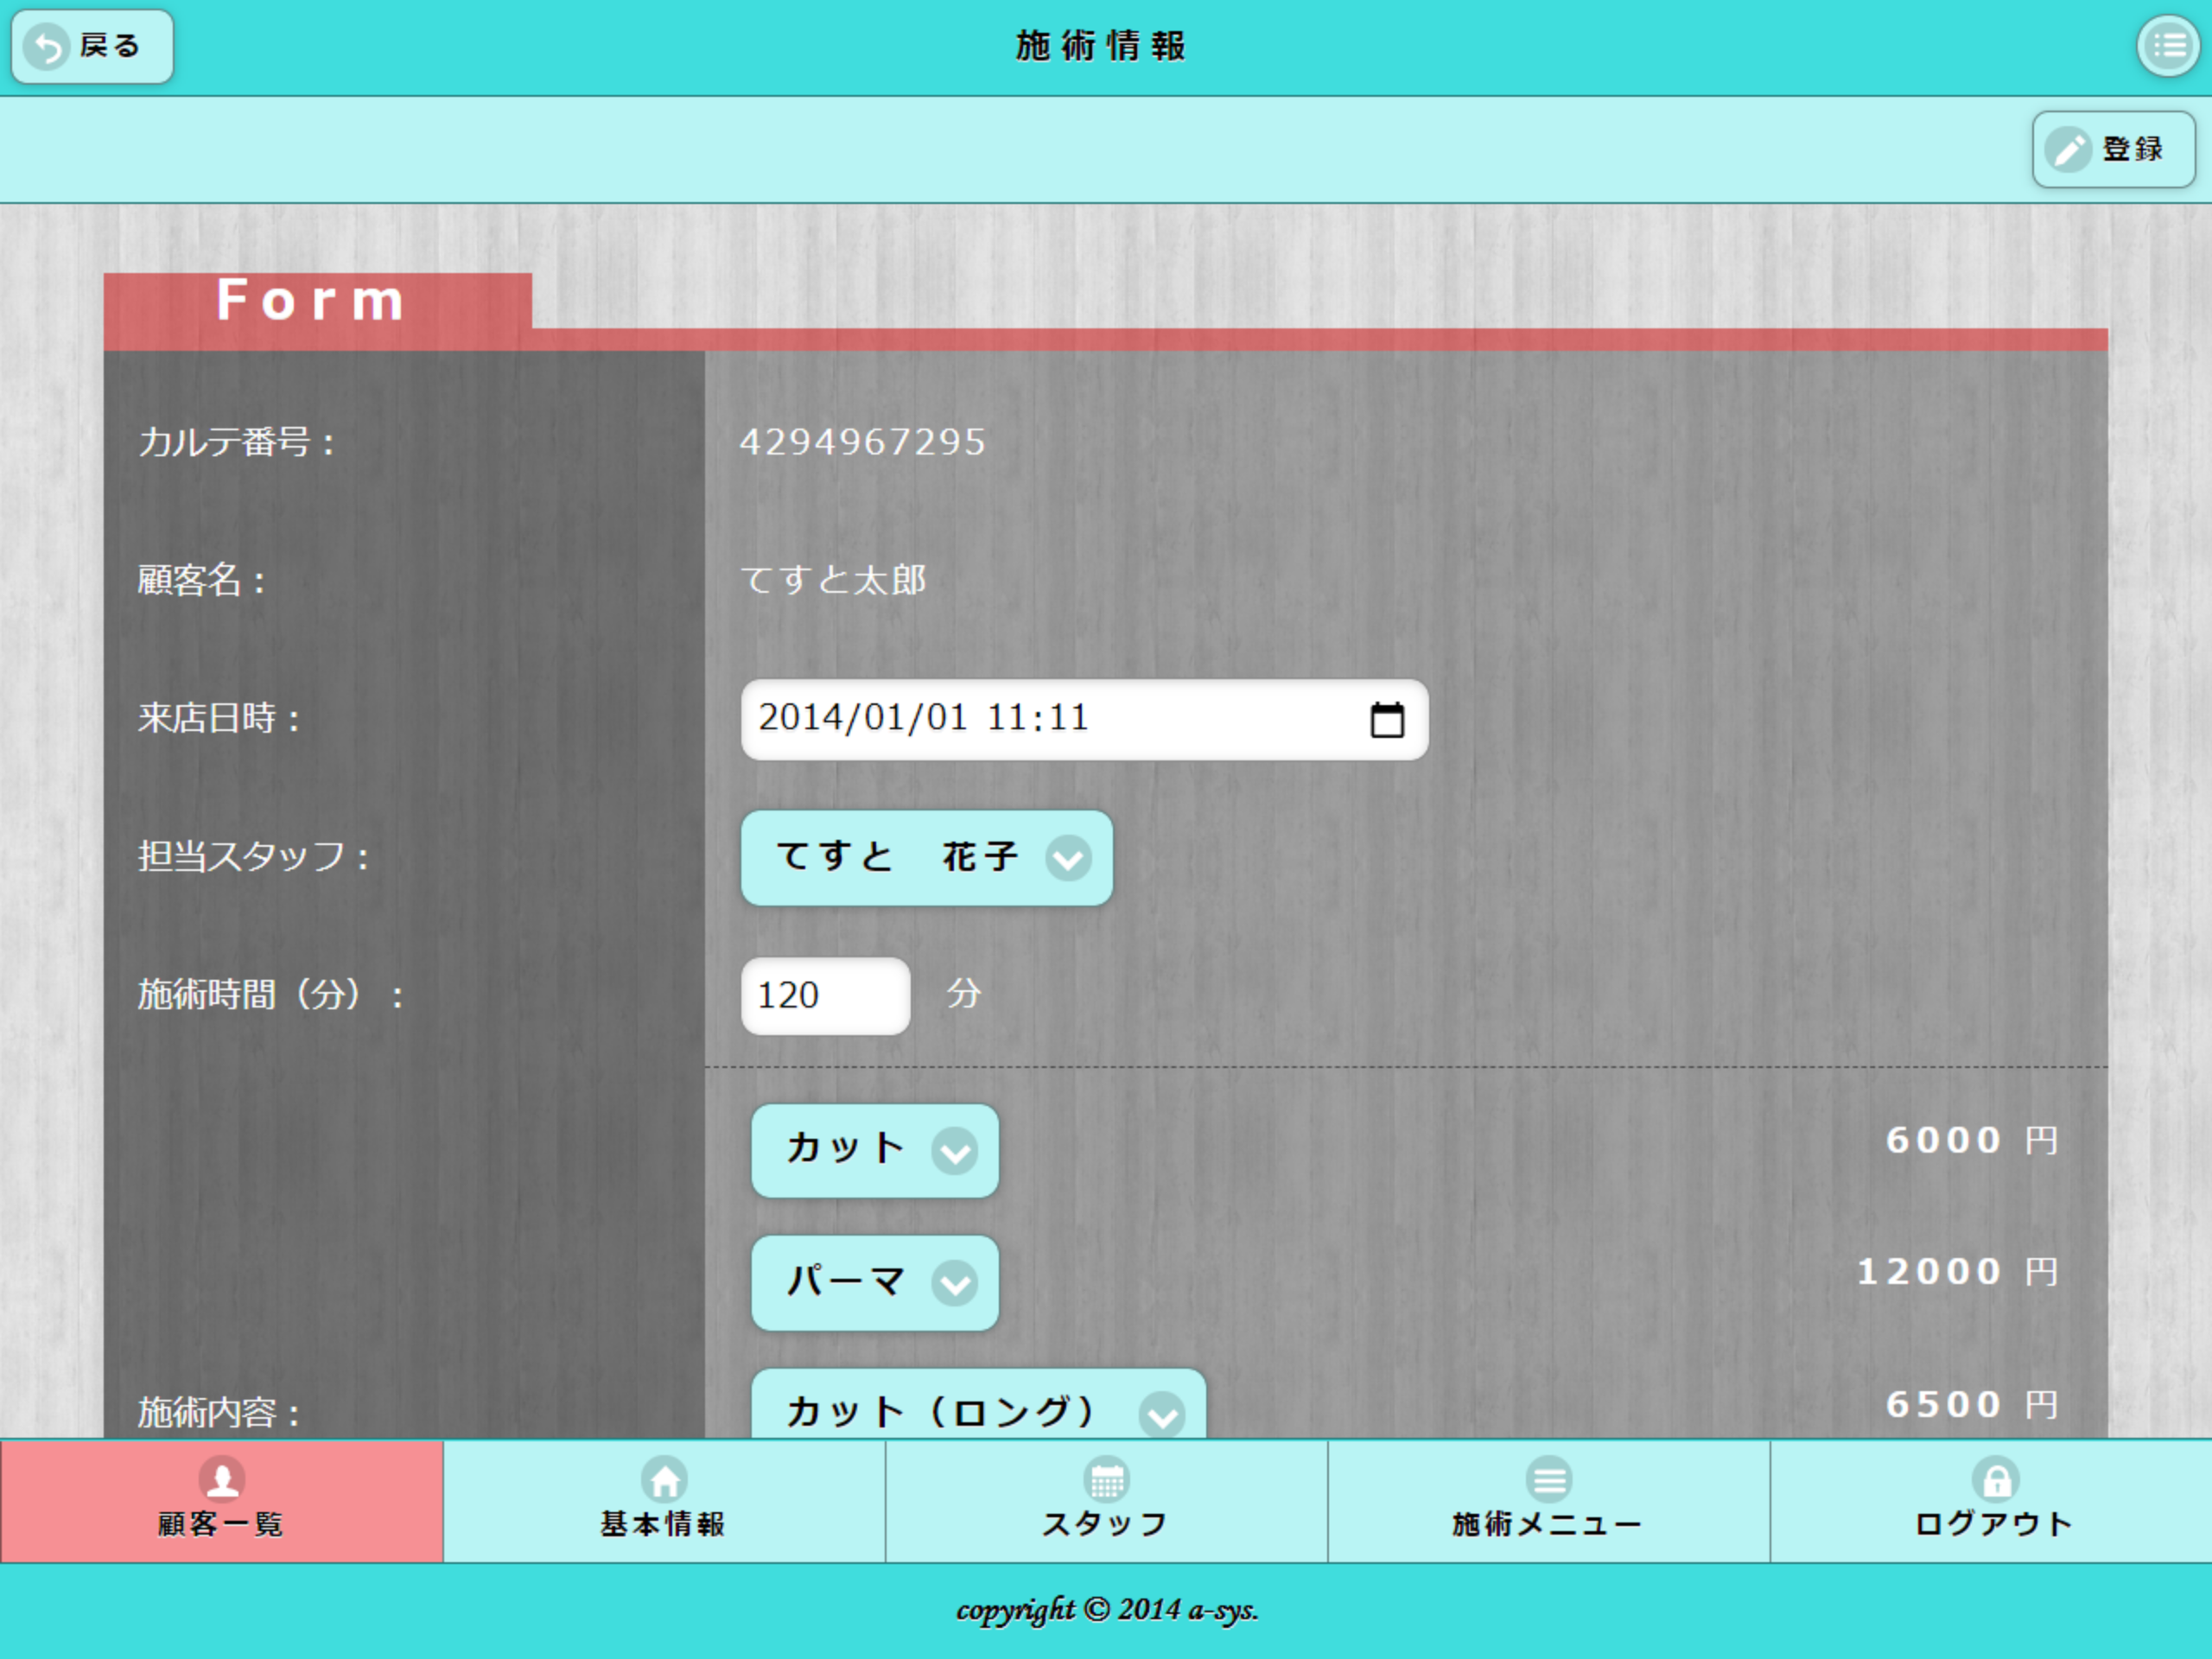 戻る
施術情報
登録
Form
カルテ番号： 4294967295
顧客名： てすと太郎
来店日時： 2014/01/01 11:11
担当スタッフ： てすと　花子
施術時間（分）： 120 分
カット 6000 円
パーマ 12000 円
施術内容： カット（ロング） 6500 円
顧客一覧 基本情報 スタッフ 施術メニュー ログアウト
copyright © 2014 a-sys.